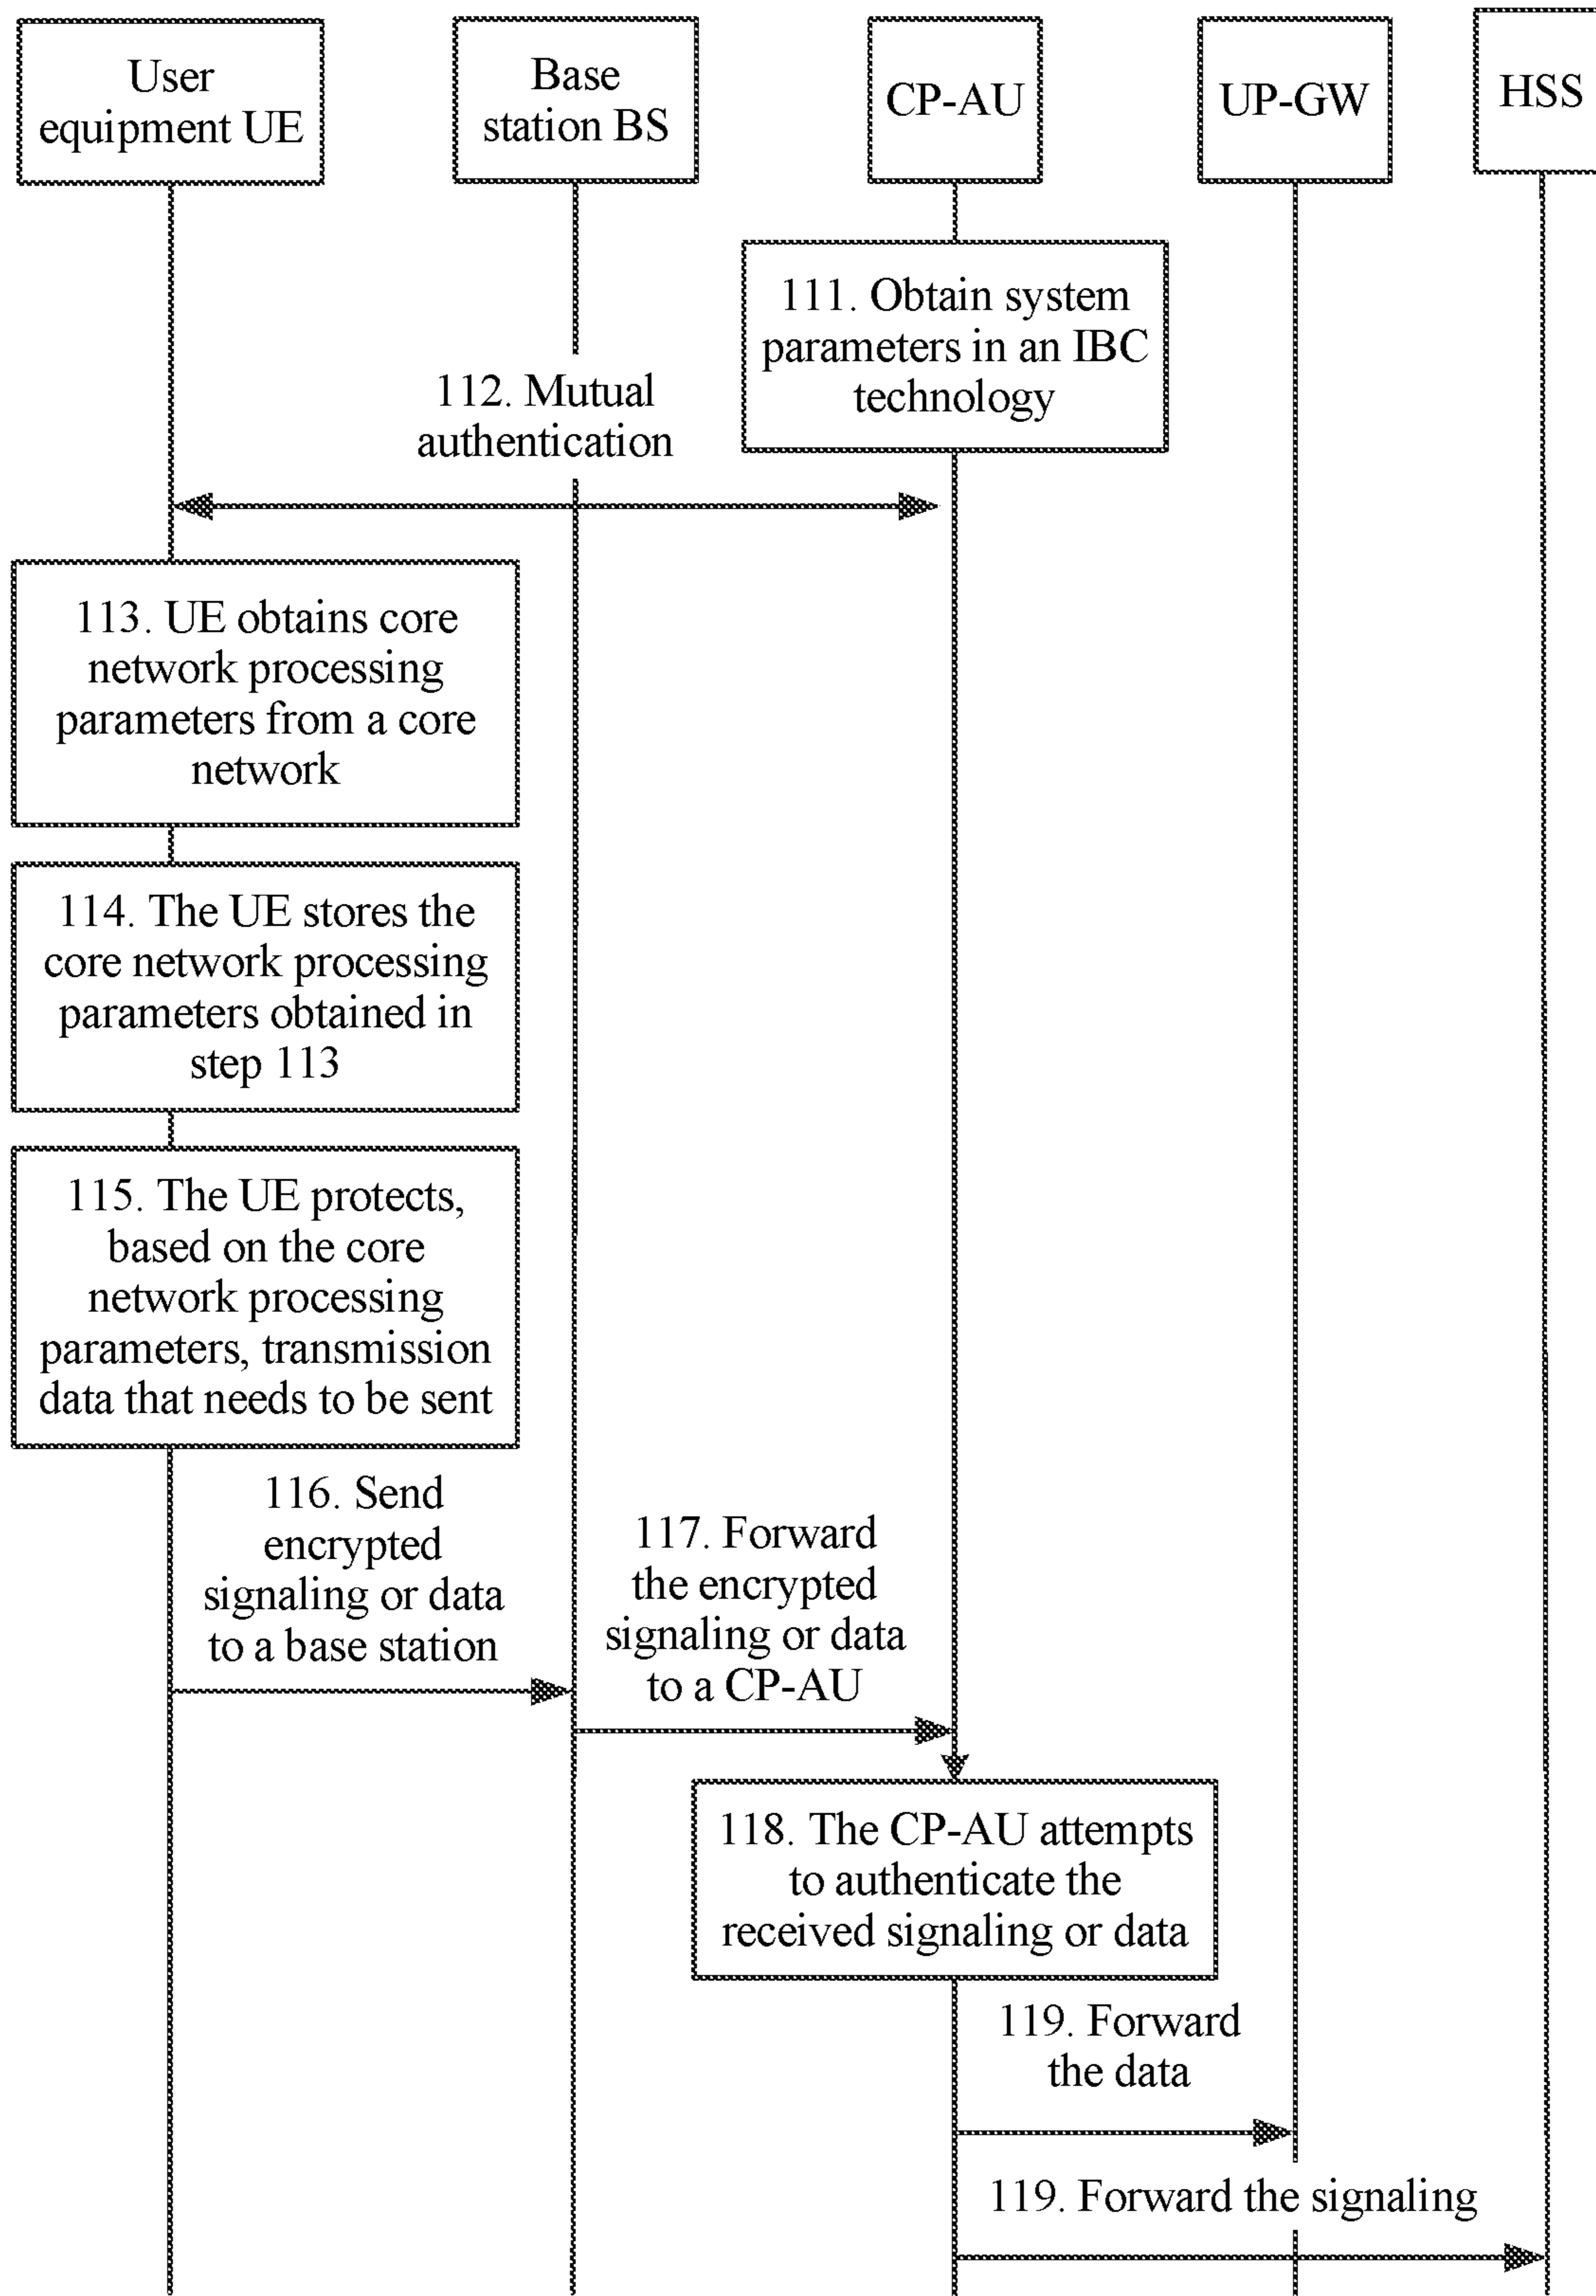 User
equipment UE
Base
station BS
CP-AU
UP-GW
HSS
111. Obtain system
parameters in an IBC
technology
112. Mutual
authentication
113. UE obtains core
network processing
parameters from a core
network
114. The UE stores the
core network processing
parameters obtained in
step 113
115. The UE protects,
based on the core
network processing
parameters, transmission
data that needs to be sent
116. Send
encrypted
signaling or data
to a base station
117. Forward
the encrypted
signaling or data
to a CP-AU
118. The CP-AU attempts
to authenticate the
received signaling or data
119. Forward
the data
119. Forward the signaling